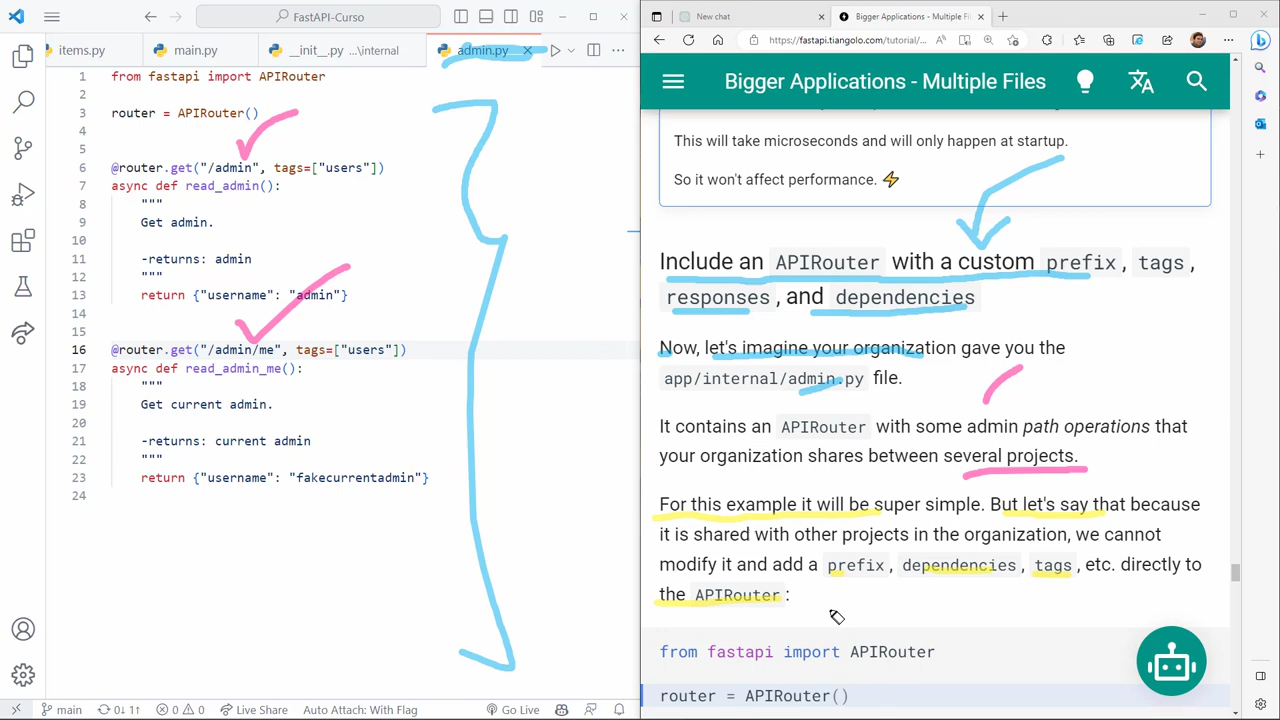 FastAPI-Curso
items.py
main.py
__init__.py ...\internal
admin.py
1 from fastapi import APIRouter
2
3 router = APIRouter()
4
5
6 @router.get("/admin", tags=["users"])
7 async def read_admin():
8 """
9 Get admin.
10
11 -returns: admin
12 """
13 return {"username": "admin"}
14
15
16 @router.get("/admin/me", tags=["users"])
17 async def read_admin_me():
18 """
19 Get current admin.
20
21 -returns: current admin
22 """
23 return {"username": "fakecurrentadmin"}
24
main
0↓ 1↑
0 0
Live Share
Auto Attach: With Flag
Go Live
New chat
Bigger Applications - Multiple Fi
https://fastapi.tiangolo.com/tutorial/...
Bigger Applications - Multiple Files
This will take microseconds and will only happen at startup.
So it won't affect performance. ⚡
Include an APIRouter with a custom prefix, tags,
responses, and dependencies
Now, let's imagine your organization gave you the
app/internal/admin.py file.
It contains an APIRouter with some admin path operations that
your organization shares between several projects.
For this example it will be super simple. But let's say that because
it is shared with other projects in the organization, we cannot
modify it and add a prefix, dependencies, tags, etc. directly to
the APIRouter:
from fastapi import APIRouter
router = APIRouter()